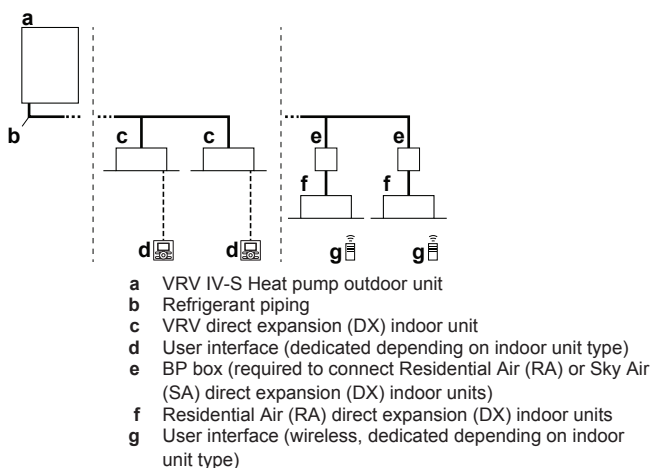 a
b
c
c
e
e
f
f
d
d
g
g
a VRV IV-S Heat pump outdoor unit
b Refrigerant piping
c VRV direct expansion (DX) indoor unit
d User interface (dedicated depending on indoor unit type)
e BP box (required to connect Residential Air (RA) or Sky Air
(SA) direct expansion (DX) indoor units)
f Residential Air (RA) direct expansion (DX) indoor units
g User interface (wireless, dedicated depending on indoor
unit type)